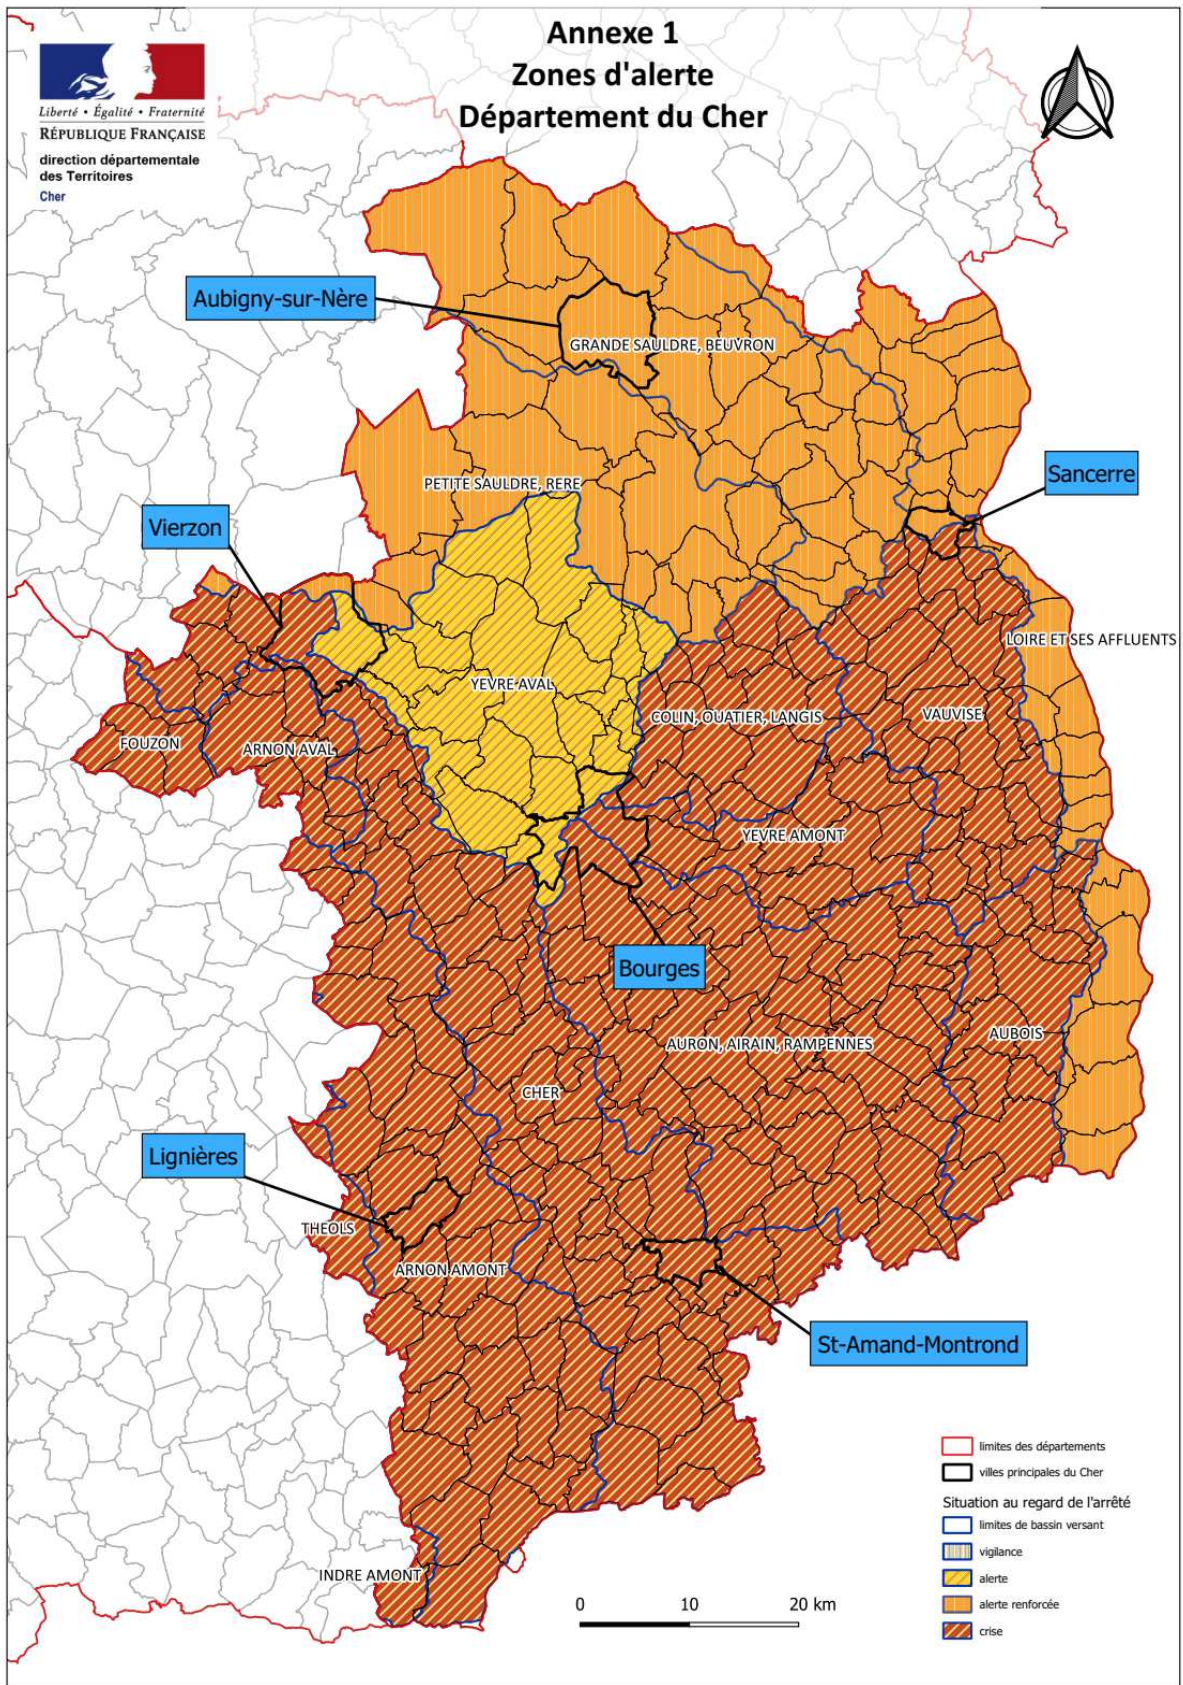 Annexe 1
Zones d'alerte
Département du Cher
Liberté • Égalité • Fraternité
RÉPUBLIQUE FRANÇAISE
direction départementale
des Territoires
Cher
Aubigny-sur-Nère
GRANDE SAULDRE, BEUVRON
Sancerre
PETITE SAULDRE, RERE
Vierzon
LOIRE ET SES AFFLUENTS
YEVRE AVAL
COLIN, OUATIER, LANGIS
VAUVISE
FOUZON
ARNON AVAL
YEVRE AMONT
Bourges
AURON, AIRAIN, RAMPENNES
AUBOIS
CHER
Lignières
THEOLS
ARNON AMONT
St-Amand-Montrond
INDRE AMONT
limites des départements
villes principales du Cher
Situation au regard de l'arrêté
limites de bassin versant
vigilance
alerte
alerte renforcée
crise
0 10 20 km